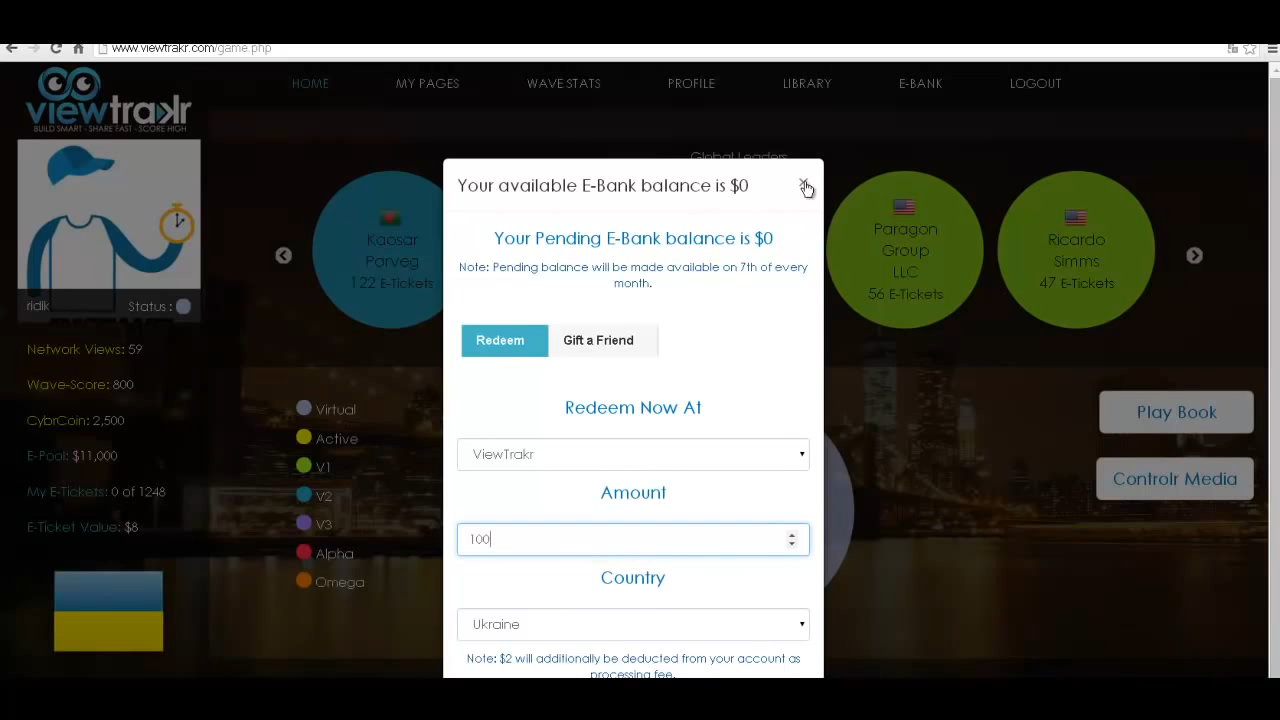 www.viewtrakr.com/game.php
HOME
MY PAGES
WAVE STATS
PROFILE
LIBRARY
E-BANK
LOGOUT
viewtrakr
BUILD SMART - SHARE FAST - SCORE HIGH
Global Leaders
Your available E-Bank balance is $0
Your Pending E-Bank balance is $0
Note: Pending balance will be made available on 7th of every
month.
Redeem
Gift a Friend
Redeem Now At
ViewTrakr
Amount
100
Country
Ukraine
Note: $2 will additionally be deducted from your account as
processing fee.
Kaosar
Parveg
122 E-Tickets
Paragon
Group
LLC
56 E-Tickets
Ricardo
Simms
47 E-Tickets
ridik
Status :
Network Views: 59
Wave-Score: 800
CybrCoin: 2,500
E-Pool: $11,000
My E-Tickets: 0 of 1248
E-Ticket Value: $8
Virtual
Active
V1
V2
V3
Alpha
Omega
Play Book
Controlr Media